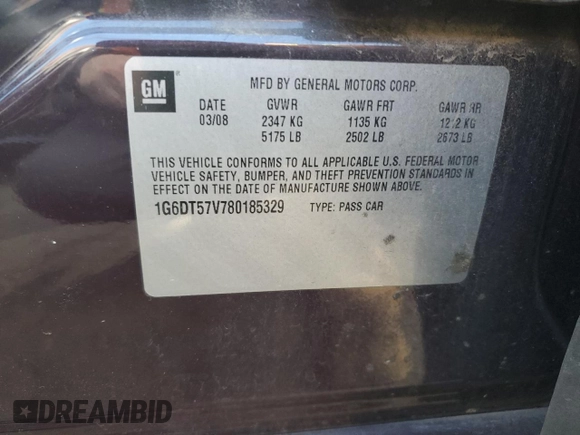 GM
MFD BY GENERAL MOTORS CORP.
DATE GVWR GAWR FRT GAWR RR
03/08 2347 KG 1135 KG 1212 KG
5175 LB 2502 LB 2673 LB
THIS VEHICLE CONFORMS TO ALL APPLICABLE U.S. FEDERAL MOTOR
VEHICLE SAFETY, BUMPER, AND THEFT PREVENTION STANDARDS IN
EFFECT ON THE DATE OF MANUFACTURE SHOWN ABOVE.
1G6DT57V780185329 TYPE: PASS CAR
DREAMBID